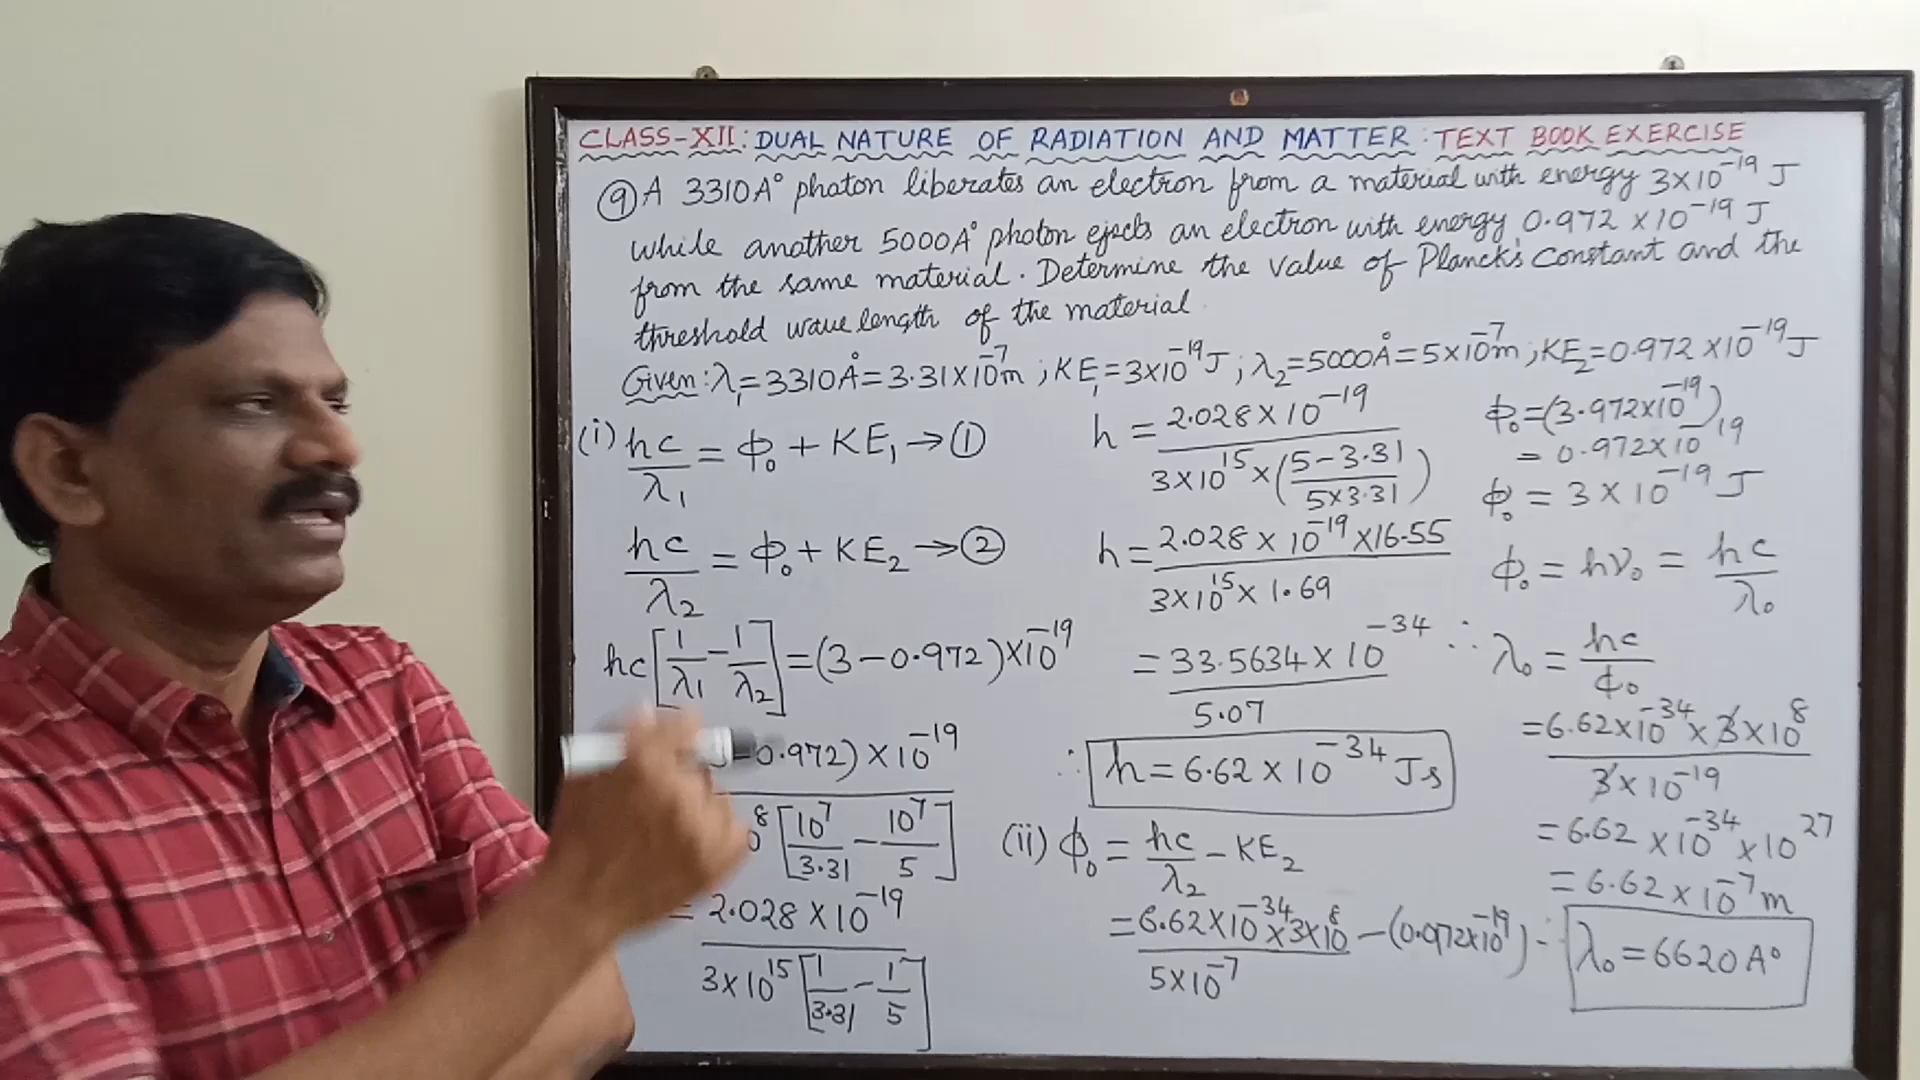 CLASS-XII: DUAL NATURE OF RADIATION AND MATTER: TEXT BOOK EXERCISE
⑨ A 3310A° photon liberates an electron from a material with energy 3×10⁻¹⁹ J
while another 5000A° photon ejects an electron with energy 0.972 ×10⁻¹⁹ J
from the same material. Determine the value of Planck's constant and the
threshold wave length of the material.
Given: λ₁=3310Å=3.31×10⁻⁷m ; KE₁=3×10⁻¹⁹J ; λ₂=5000Å=5×10⁻⁷m ; KE₂=0.972 ×10⁻¹⁹J
(i) hc/λ₁ = ϕ₀ + KE₁ → ①
hc/λ₂ = ϕ₀ + KE₂ → ②
hc[1/λ₁ - 1/λ₂] = (3-0.972)×10⁻¹⁹
-0.972)×10⁻¹⁹
⁸ [10⁷/3.31 - 10⁷/5]
= 2.028×10⁻¹⁹
3×10¹⁵ [1/3.31 - 1/5]
h = 2.028×10⁻¹⁹
3×10¹⁵×(5-3.31/5×3.31)
h = 2.028×10⁻¹⁹×16.55
3×10¹⁵×1.69
= 33.5634×10⁻³⁴
5.07
∴ h = 6.62×10⁻³⁴ Js
(ii) ϕ₀ = hc/λ₂ - KE₂
= 6.62×10⁻³⁴×3×10⁸/5×10⁻⁷ - (0.972×10⁻¹⁹)
ϕ₀=(3.972×10⁻¹⁹)
- 0.972×10⁻¹⁹
ϕ₀ = 3×10⁻¹⁹ J
ϕ₀ = hν₀ = hc/λ₀
∴ λ₀ = hc/ϕ₀
= 6.62×10⁻³⁴×3×10⁸
3×10⁻¹⁹
= 6.62×10⁻³⁴×10²⁷
= 6.62×10⁻⁷m
∴ λ₀=6620A°